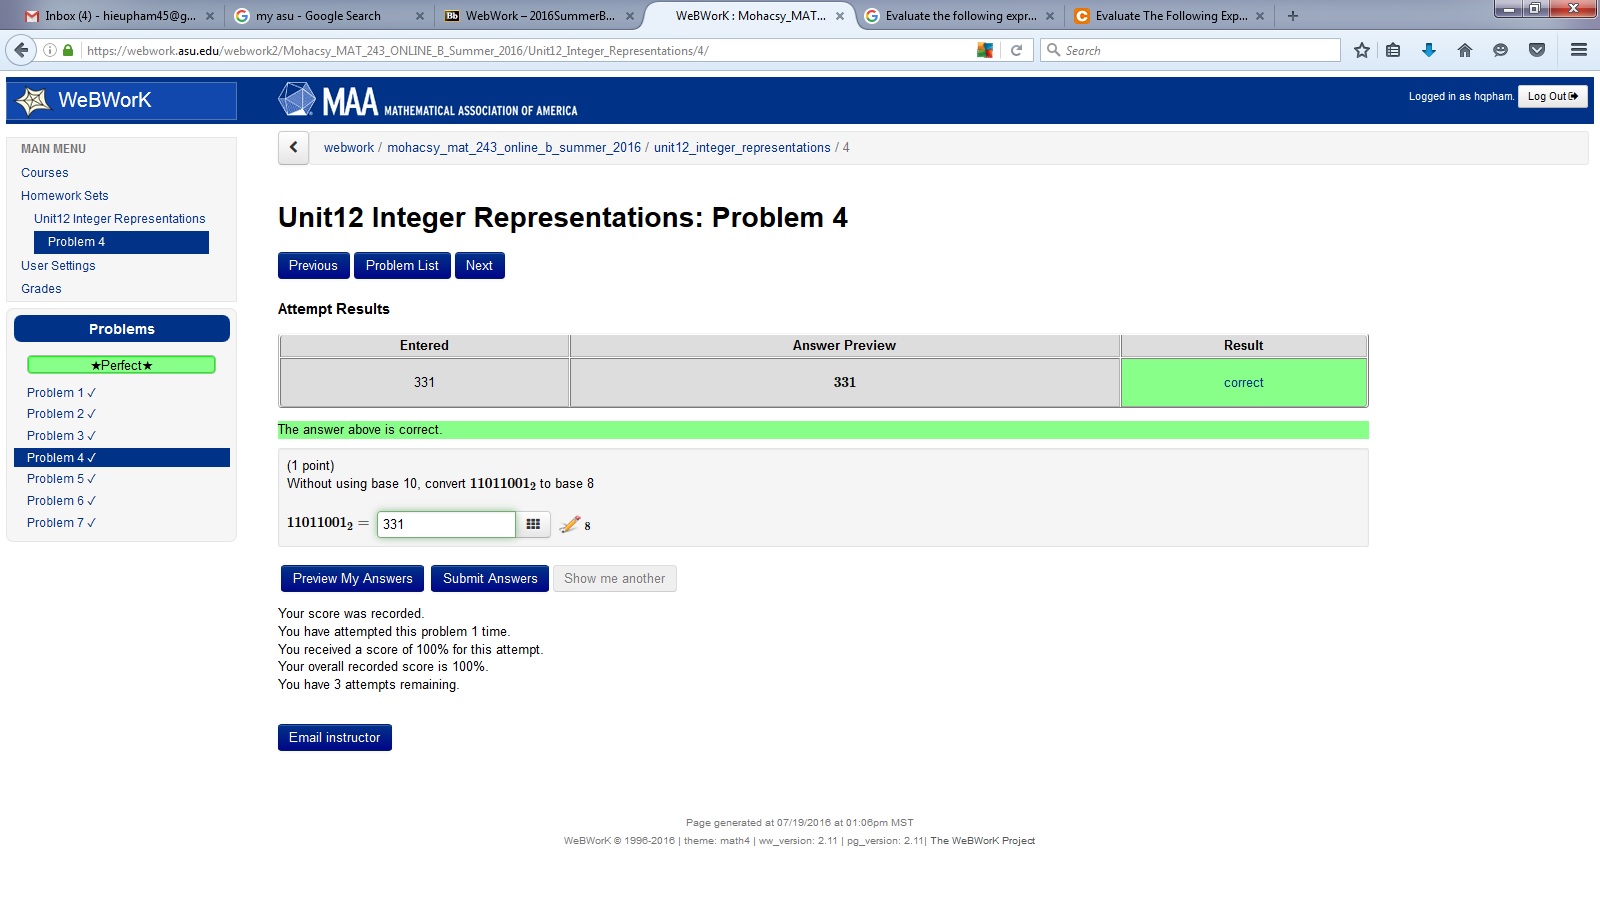 Inbox (4) - hieupham45@g...
my asu - Google Search
Bb WebWork – 2016SummerB...
WeBWorK : Mohacsy_MAT...
Evaluate the following expr...
Evaluate The Following Exp...
https://webwork.asu.edu/webwork2/Mohacsy_MAT_243_ONLINE_B_Summer_2016/Unit12_Integer_Representations/4/
Search
WeBWorK
MAA MATHEMATICAL ASSOCIATION OF AMERICA
Logged in as hqpham. Log Out
MAIN MENU
Courses
Homework Sets
Unit12 Integer Representations
Problem 4
User Settings
Grades
Problems
★Perfect★
Problem 1 ✓
Problem 2 ✓
Problem 3 ✓
Problem 4 ✓
Problem 5 ✓
Problem 6 ✓
Problem 7 ✓
webwork / mohacsy_mat_243_online_b_summer_2016 / unit12_integer_representations / 4
Unit12 Integer Representations: Problem 4
Previous Problem List Next
Attempt Results
Entered Answer Preview Result
331 331 correct
The answer above is correct.
(1 point)
Without using base 10, convert 11011001₂ to base 8
11011001₂ = 331 ₈
Preview My Answers Submit Answers Show me another
Your score was recorded.
You have attempted this problem 1 time.
You received a score of 100% for this attempt.
Your overall recorded score is 100%.
You have 3 attempts remaining.
Email instructor
Page generated at 07/19/2016 at 01:06pm MST
WeBWorK © 1996-2016 | theme: math4 | ww_version: 2.11 | pg_version: 2.11| The WeBWorK Project